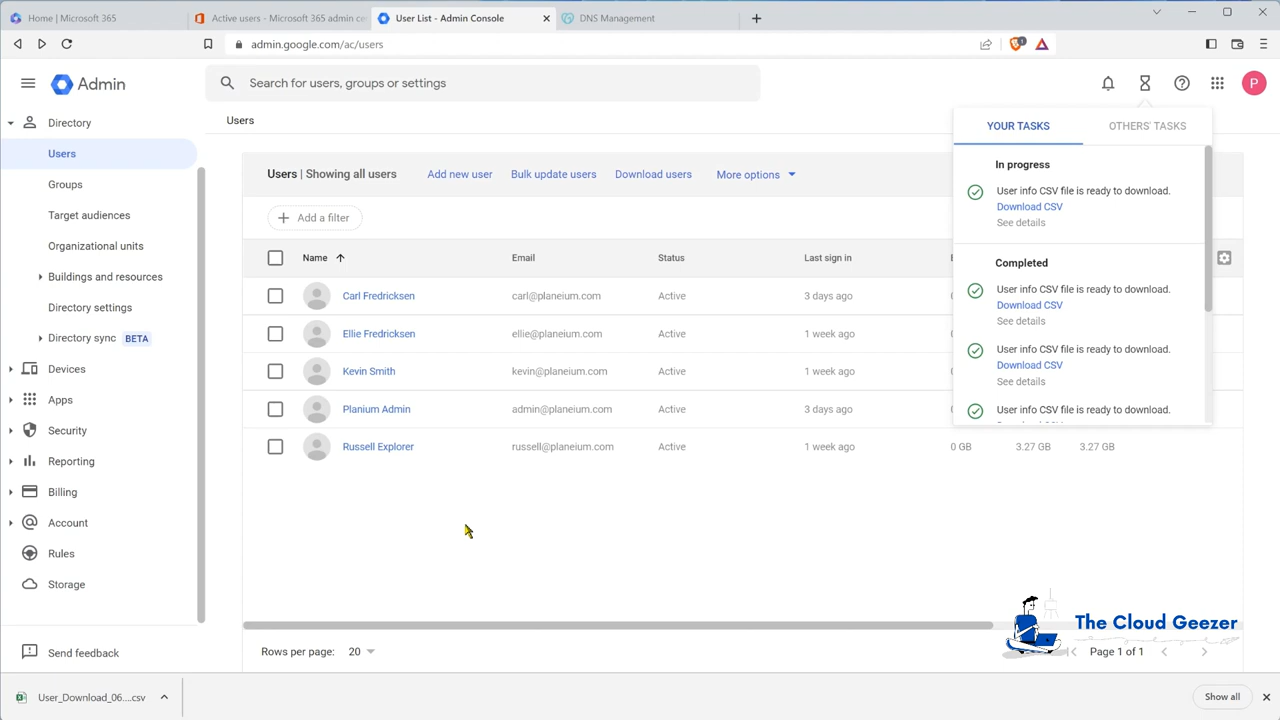 Home | Microsoft 365
Active users - Microsoft 365 admin cen
User List - Admin Console
DNS Management
admin.google.com/ac/users
1
Admin
Search for users, groups or settings
P
Directory
Users
Groups
Target audiences
Organizational units
Buildings and resources
Directory settings
Directory sync BETA
Devices
Apps
Security
Reporting
Billing
Account
Rules
Storage
Send feedback
Users
Users | Showing all users
Add new user
Bulk update users
Download users
More options
Add a filter
Name Email Status Last sign in
Carl Fredricksen carl@planeium.com Active 3 days ago
Ellie Fredricksen ellie@planeium.com Active 1 week ago
Kevin Smith kevin@planeium.com Active 1 week ago
Planium Admin admin@planeium.com Active 3 days ago
Russell Explorer russell@planeium.com Active 1 week ago 0 GB 3.27 GB 3.27 GB
YOUR TASKS
OTHERS' TASKS
In progress
User info CSV file is ready to download.
Download CSV
See details
Completed
User info CSV file is ready to download.
Download CSV
See details
User info CSV file is ready to download.
Download CSV
See details
User info CSV file is ready to download.
The Cloud Geezer
Rows per page: 20
Page 1 of 1
User_Download_06....csv
Show all